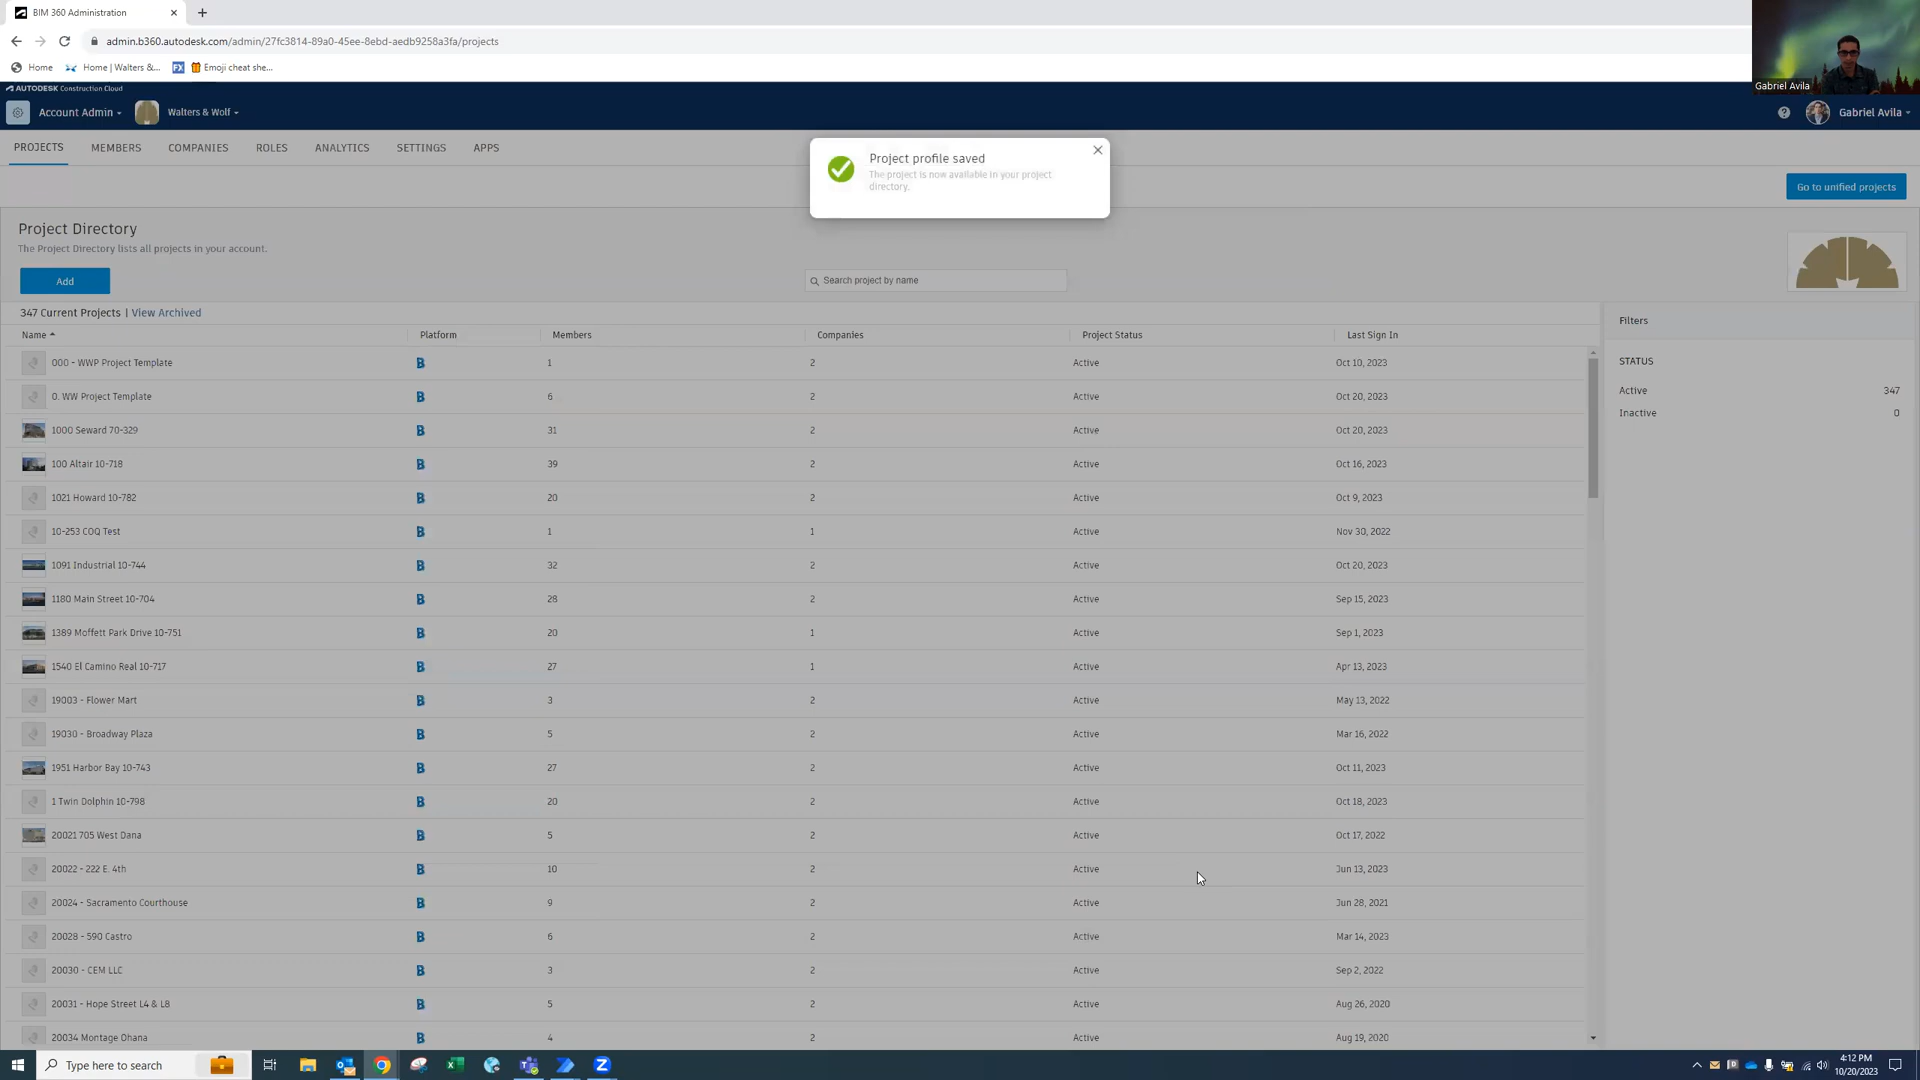 BIM 360 Administration
admin.b360.autodesk.com/admin/27fc3814-89a0-45ee-8ebd-aedb9258a3fa/projects
Home
Home | Walters &...
FX
Emoji cheat she...
Gabriel Avila
AUTODESK Construction Cloud
Account Admin
Walters & Wolf
Gabriel Avila
PROJECTS MEMBERS COMPANIES ROLES ANALYTICS SETTINGS APPS
Project profile saved
The project is now available in your project
directory.
Go to unified projects
Project Directory
The Project Directory lists all projects in your account.
Add
Search project by name
347 Current Projects | View Archived
Name Platform Members Companies Project Status Last Sign In
000 - WWP Project Template B 1 2 Active Oct 10, 2023
0. WW Project Template B 6 2 Active Oct 20, 2023
1000 Seward 70-329 B 31 2 Active Oct 20, 2023
100 Altair 10-718 B 39 2 Active Oct 16, 2023
1021 Howard 10-782 B 20 2 Active Oct 9, 2023
10-253 COQ Test B 1 1 Active Nov 30, 2022
1091 Industrial 10-744 B 32 2 Active Oct 20, 2023
1180 Main Street 10-704 B 28 2 Active Sep 15, 2023
1389 Moffett Park Drive 10-751 B 20 1 Active Sep 1, 2023
1540 El Camino Real 10-717 B 27 1 Active Apr 13, 2023
19003 - Flower Mart B 3 2 Active May 13, 2022
19030 - Broadway Plaza B 5 2 Active Mar 16, 2022
1951 Harbor Bay 10-743 B 27 2 Active Oct 11, 2023
1 Twin Dolphin 10-798 B 20 2 Active Oct 18, 2023
20021 705 West Dana B 5 2 Active Oct 17, 2022
20022 - 222 E. 4th B 10 2 Active Jun 13, 2023
20024 - Sacramento Courthouse B 9 2 Active Jun 28, 2021
20028 - 590 Castro B 6 2 Active Mar 14, 2023
20030 - CEM LLC B 3 2 Active Sep 2, 2022
20031 - Hope Street L4 & L8 B 5 2 Active Aug 26, 2020
20034 Montage Ohana B 4 2 Active Aug 19, 2020
Filters
STATUS
Active 347
Inactive 0
Type here to search
4:12 PM
10/20/2023